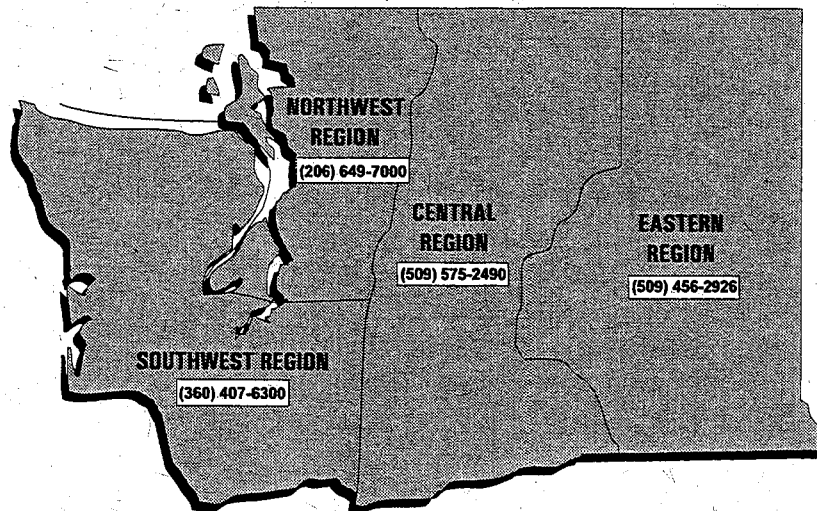 NORTHWEST
REGION
(206) 649-7000
CENTRAL
REGION
(509) 575-2490
EASTERN
REGION
(509) 456-2926
SOUTHWEST REGION
(360) 407-6300